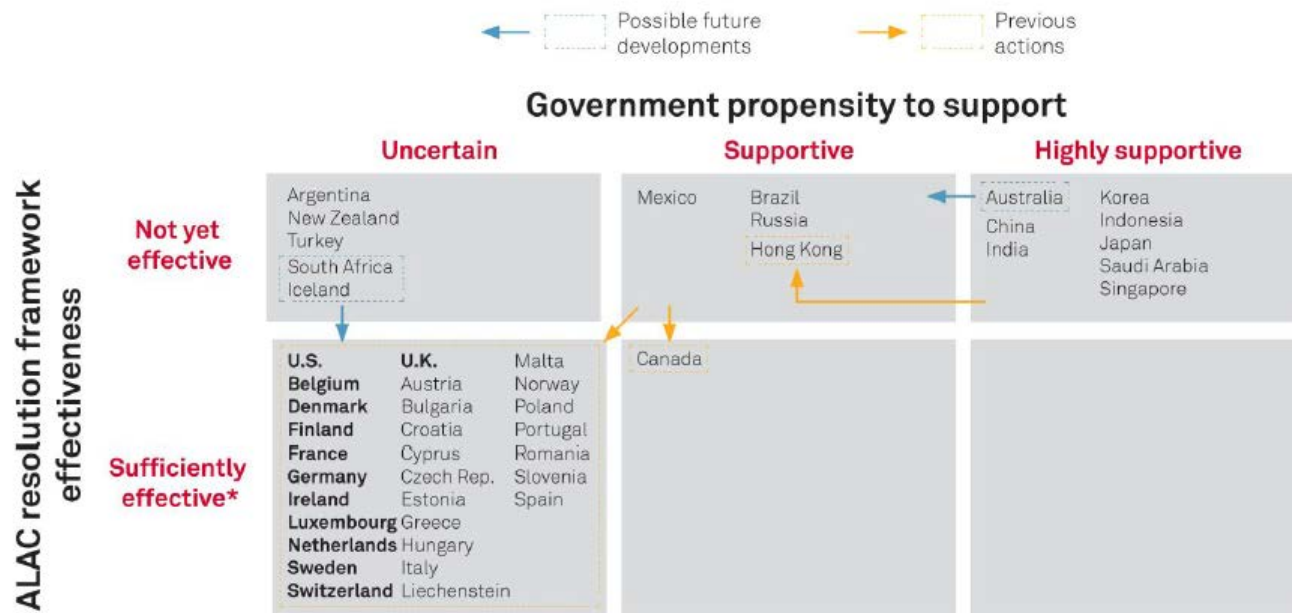 Possible future
developments
Previous
actions
Government propensity to support
Uncertain
Supportive
Highly supportive
ALAC resolution framework
effectiveness
Not yet
effective
Argentina
New Zealand
Turkey
South Africa
Iceland
Mexico
Brazil
Russia
Hong Kong
Australia
China
India
Korea
Indonesia
Japan
Saudi Arabia
Singapore
Sufficiently
effective*
U.S.
Belgium
Denmark
Finland
France
Germany
Ireland
Luxembourg
Netherlands
Sweden
Switzerland
U.K.
Austria
Bulgaria
Croatia
Cyprus
Czech Rep.
Estonia
Greece
Hungary
Italy
Liechenstein
Malta
Norway
Poland
Portugal
Romania
Slovenia
Spain
Canada